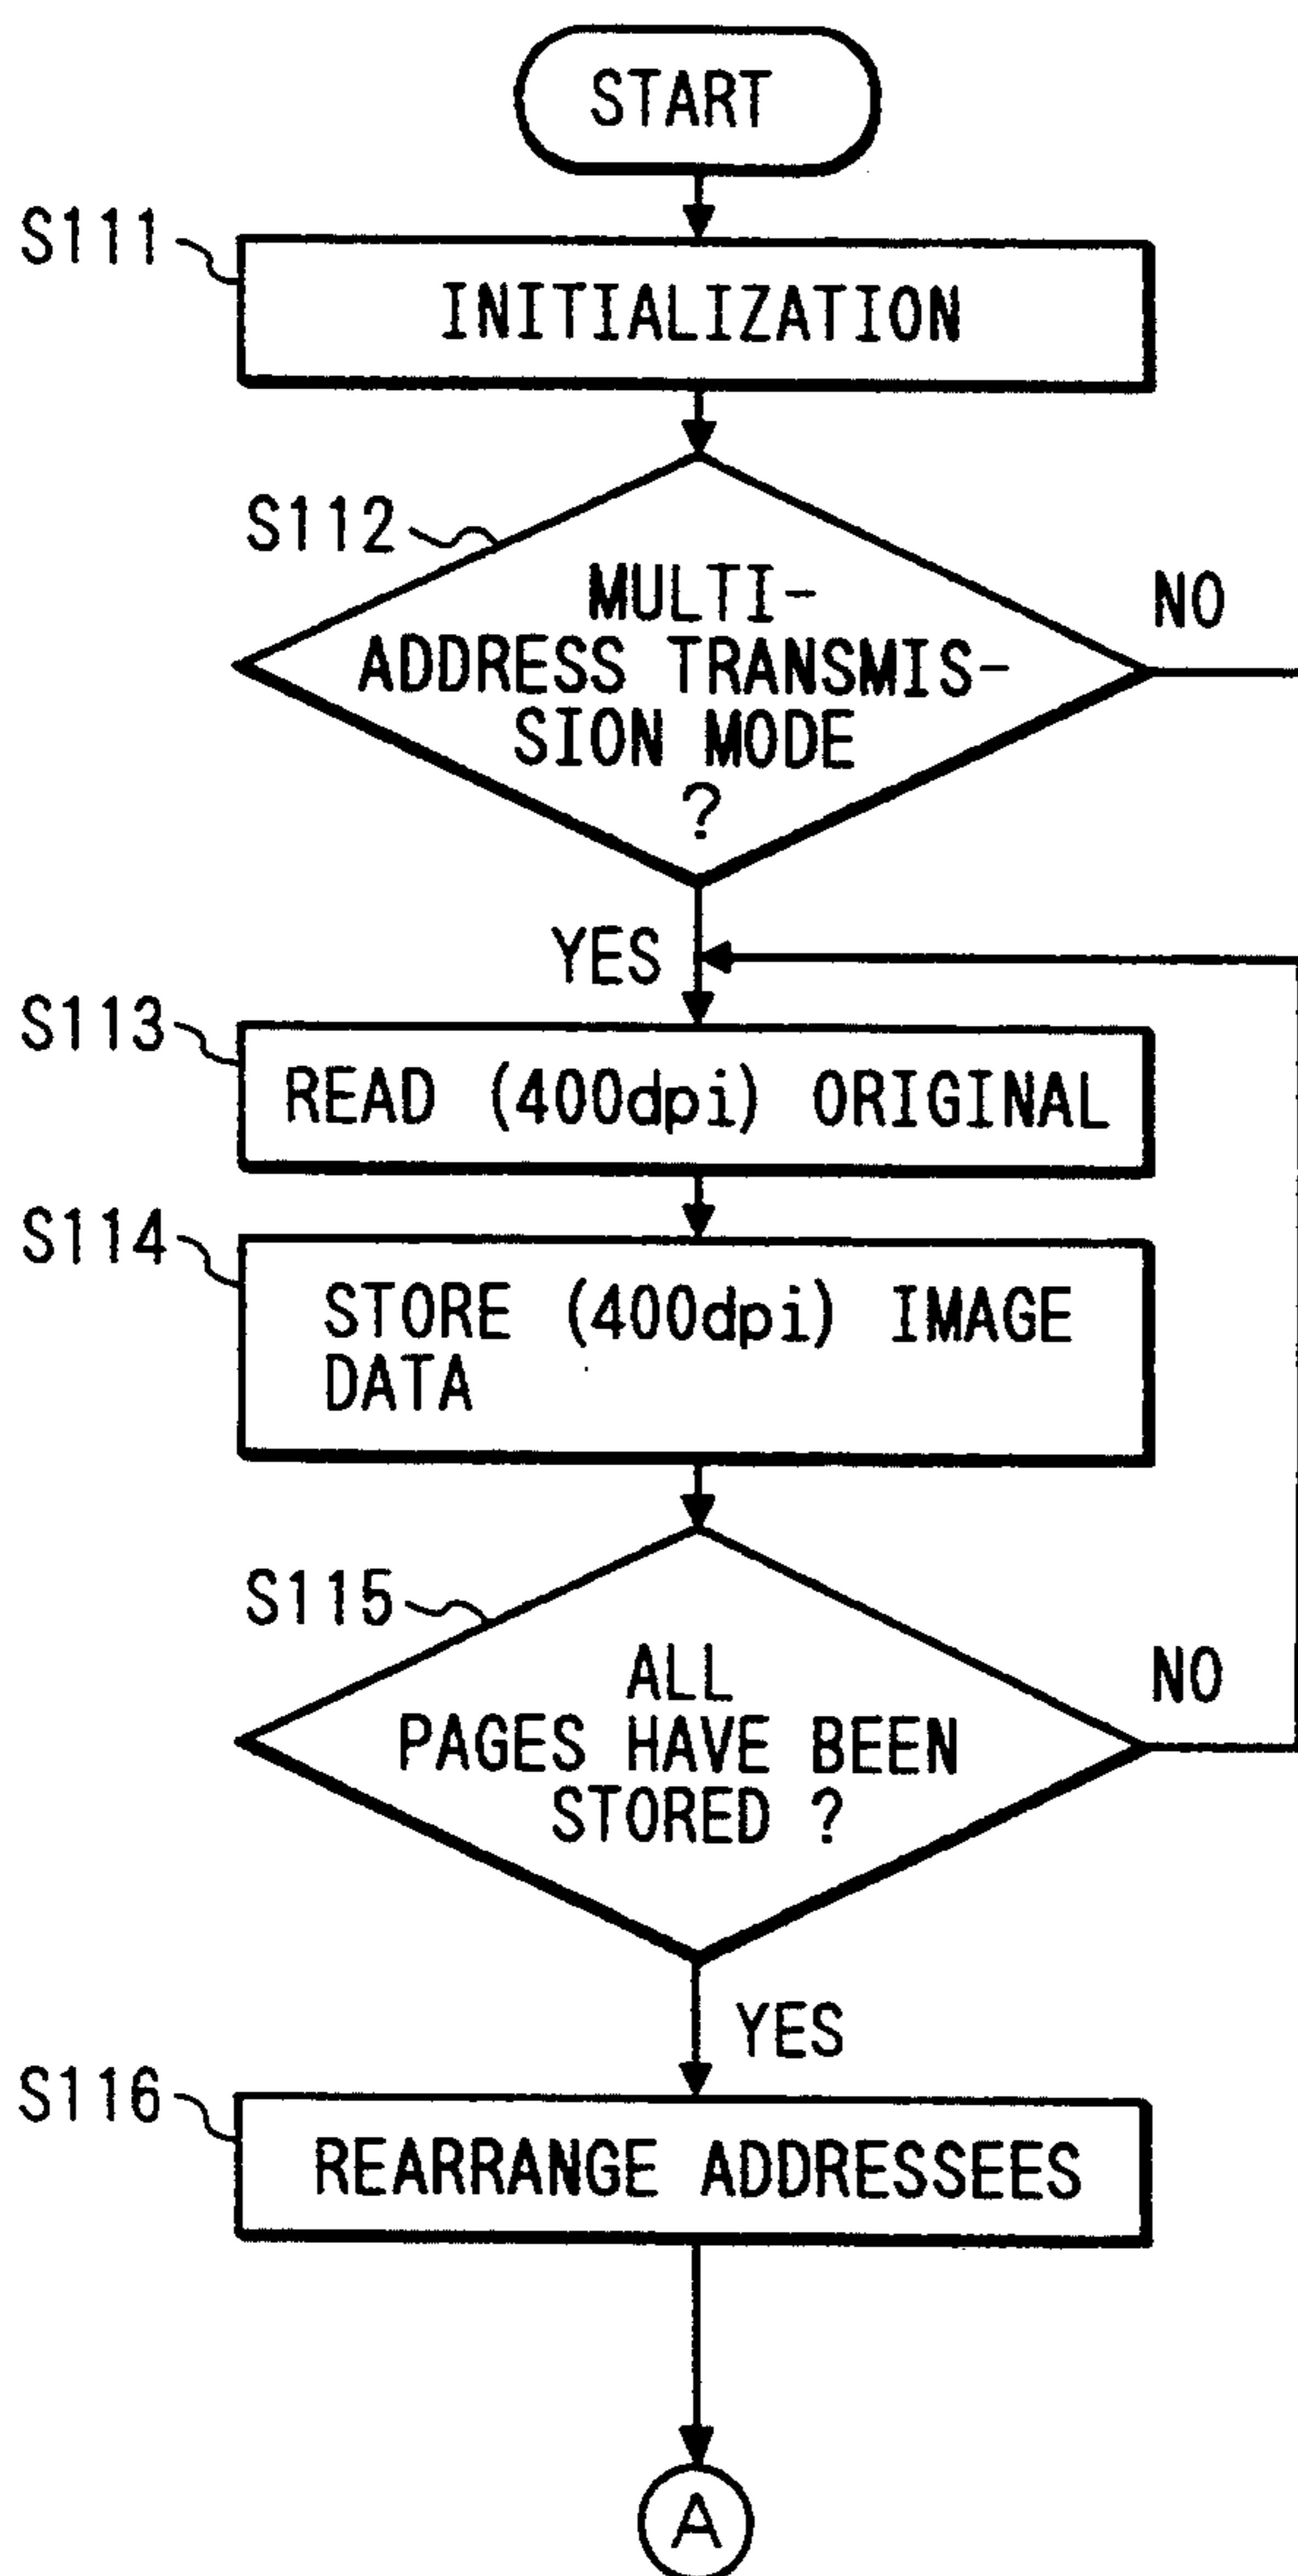 START
S111
INITIALIZATION
S112
MULTI-
ADDRESS TRANSMIS-
SION MODE
?
NO
YES
S113
READ (400dpi) ORIGINAL
S114
STORE (400dpi) IMAGE
DATA
S115
ALL
PAGES HAVE BEEN
STORED ?
NO
YES
S116
REARRANGE ADDRESSEES
A